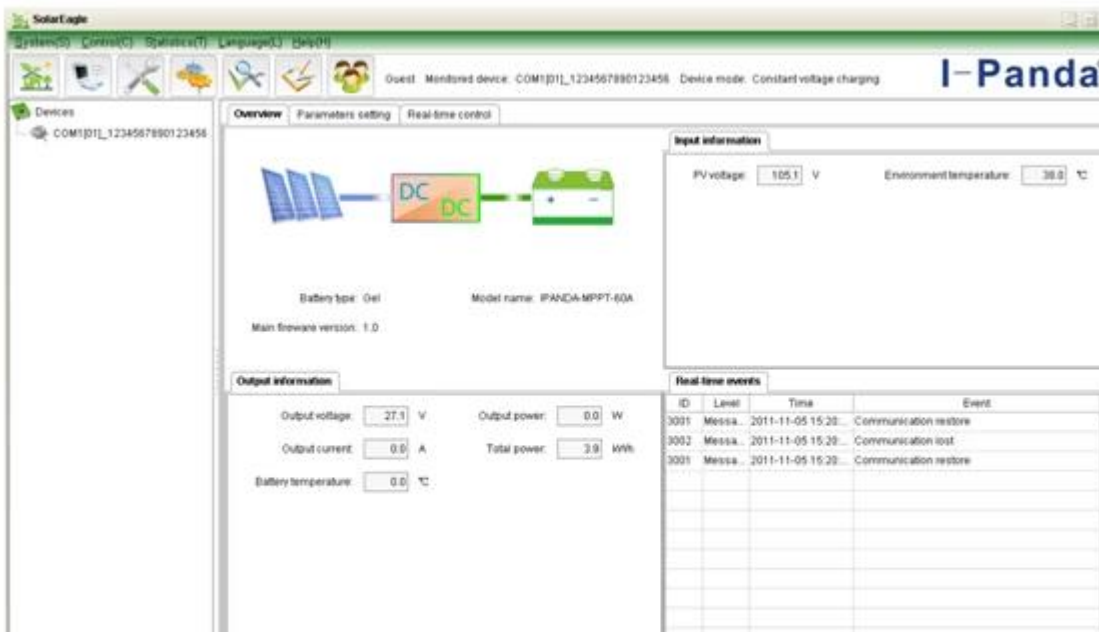 SolarEagle
System(S) Control(C) Statistics(T) Language(L) Help(H)
Guest Monitored device: COM1[01]_1234567890123456 Device mode: Constant voltage charging
I-Panda
Devices
COM1[01]_1234567890123456
Overview Parameters setting Real-time control
DC
DC
+ −
Battery type: Gel Model name: IPANDA-MPPT-60A
Main fireware version: 1.0
Input information
PV voltage: 105.1 V Environment temperature: 38.0 ℃
Output information
Output voltage: 27.1 V Output power: 0.0 W
Output current: 0.0 A Total power: 3.9 kWh
Battery temperature: 0.0 ℃
Real-time events
ID Level Time Event
3001 Messa... 2011-11-05 15:20:... Communication restore
3002 Messa... 2011-11-05 15:20:... Communication lost
3001 Messa... 2011-11-05 15:20:... Communication restore